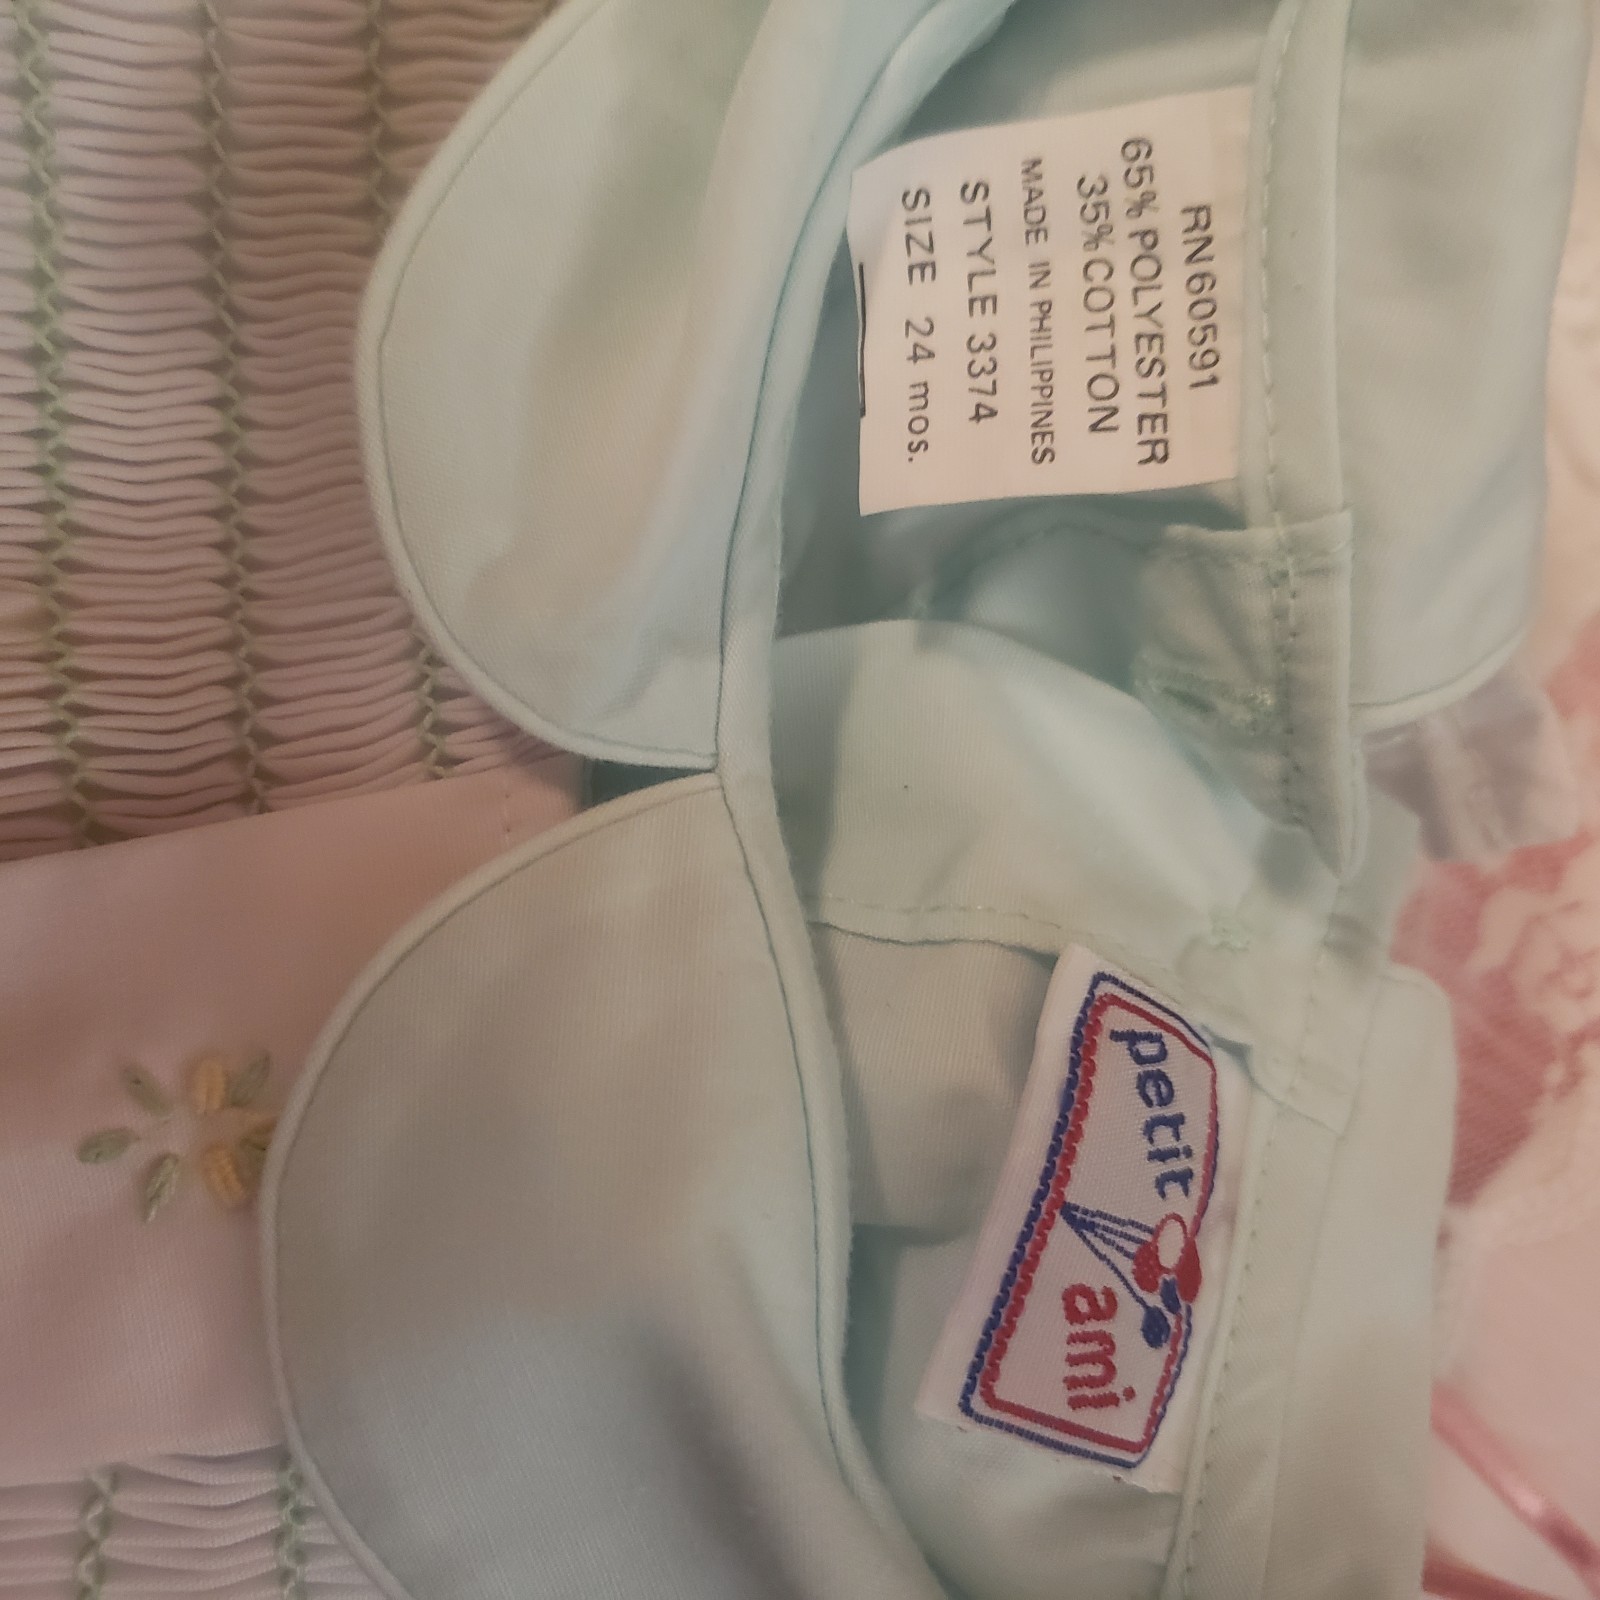 RN60591
65% POLYESTER
35% COTTON
MADE IN PHILIPPINES
STYLE 3374
SIZE 24 mos.
petit
ami